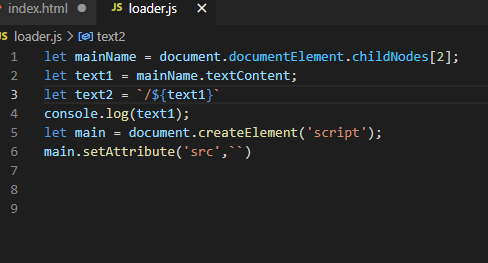 index.html
JS loader.js
JS loader.js > text2
1 let mainName = document.documentElement.childNodes[2];
2 let text1 = mainName.textContent;
3 let text2 = `/${text1}`
4 console.log(text1);
5 let main = document.createElement('script');
6 main.setAttribute('src',``)
7
8
9